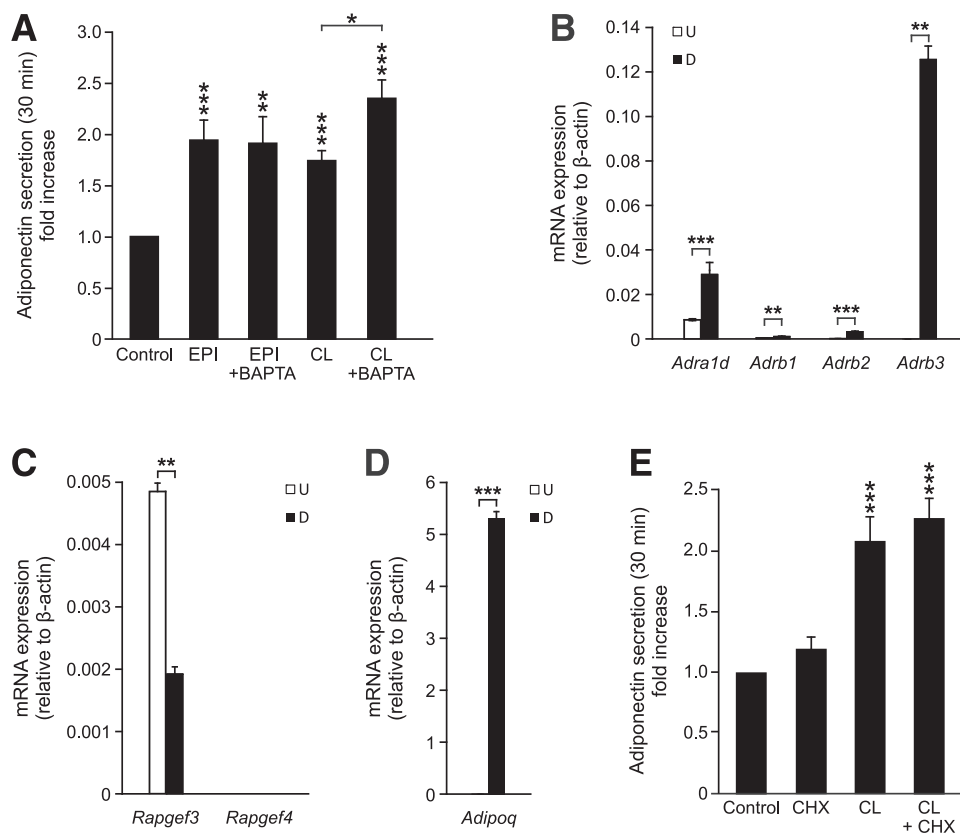 A
Adiponectin secretion (30 min)
fold increase
3.0
2.5
2.0
1.5
1.0
0.5
0
***
**
***
*
***
Control
EPI
EPI
+BAPTA
CL
CL
+BAPTA
B
U
D
mRNA expression
(relative to β-actin)
0.14
0.12
0.10
0.08
0.06
0.04
0.02
0
***
**
***
**
Adra1d
Adrb1
Adrb2
Adrb3
C
U
D
mRNA expression
(relative to β-actin)
0.005
0.004
0.003
0.002
0.001
**
Rapgef3
Rapgef4
D
U
D
mRNA expression
(relative to β-actin)
6
5
4
3
2
1
0
***
Adipoq
E
Adiponectin secretion (30 min)
fold increase
2.5
2.0
1.5
1.0
0.5
0
***
***
Control
CHX
CL
CL
+ CHX